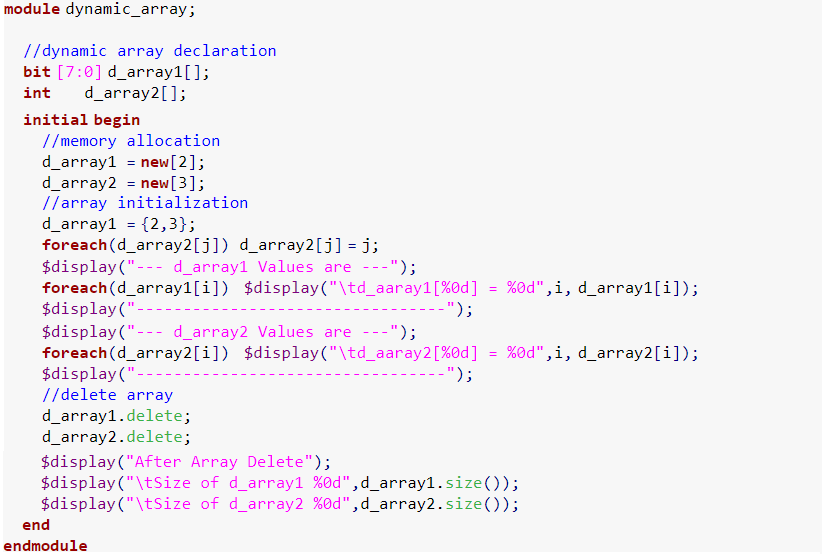 module dynamic_array;
//dynamic array declaration
bit [7:0] d_array1[];
int d_array2[];
initial begin
//memory allocation
d_array1 = new[2];
d_array2 = new[3];
//array initialization
d_array1 = {2,3};
foreach(d_array2[j]) d_array2[j] = j;
$display("--- d_array1 Values are ---");
foreach(d_array1[i]) $display("\td_aaray1[%0d] = %0d",i, d_array1[i]);
$display("---------------------------------");
$display("--- d_array2 Values are ---");
foreach(d_array2[i]) $display("\td_aaray2[%0d] = %0d",i, d_array2[i]);
$display("---------------------------------");
//delete array
d_array1.delete;
d_array2.delete;
$display("After Array Delete");
$display("\tSize of d_array1 %0d",d_array1.size());
$display("\tSize of d_array2 %0d",d_array2.size());
end
endmodule